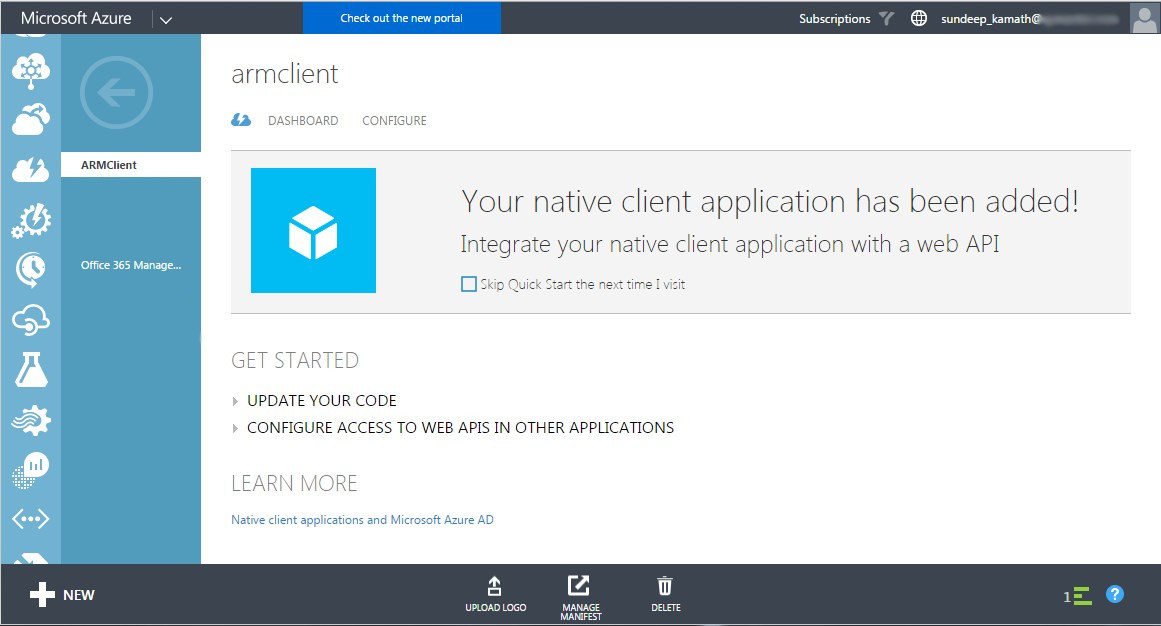 Microsoft Azure
Check out the new portal
Subscriptions
sundeep_kamath@
armclient
DASHBOARD CONFIGURE
ARMClient
Office 365 Manage...
Your native client application has been added!
Integrate your native client application with a web API
Skip Quick Start the next time I visit
GET STARTED
UPDATE YOUR CODE
CONFIGURE ACCESS TO WEB APIS IN OTHER APPLICATIONS
LEARN MORE
Native client applications and Microsoft Azure AD
NEW
UPLOAD LOGO
MANAGE
MANIFEST
DELETE
1
?